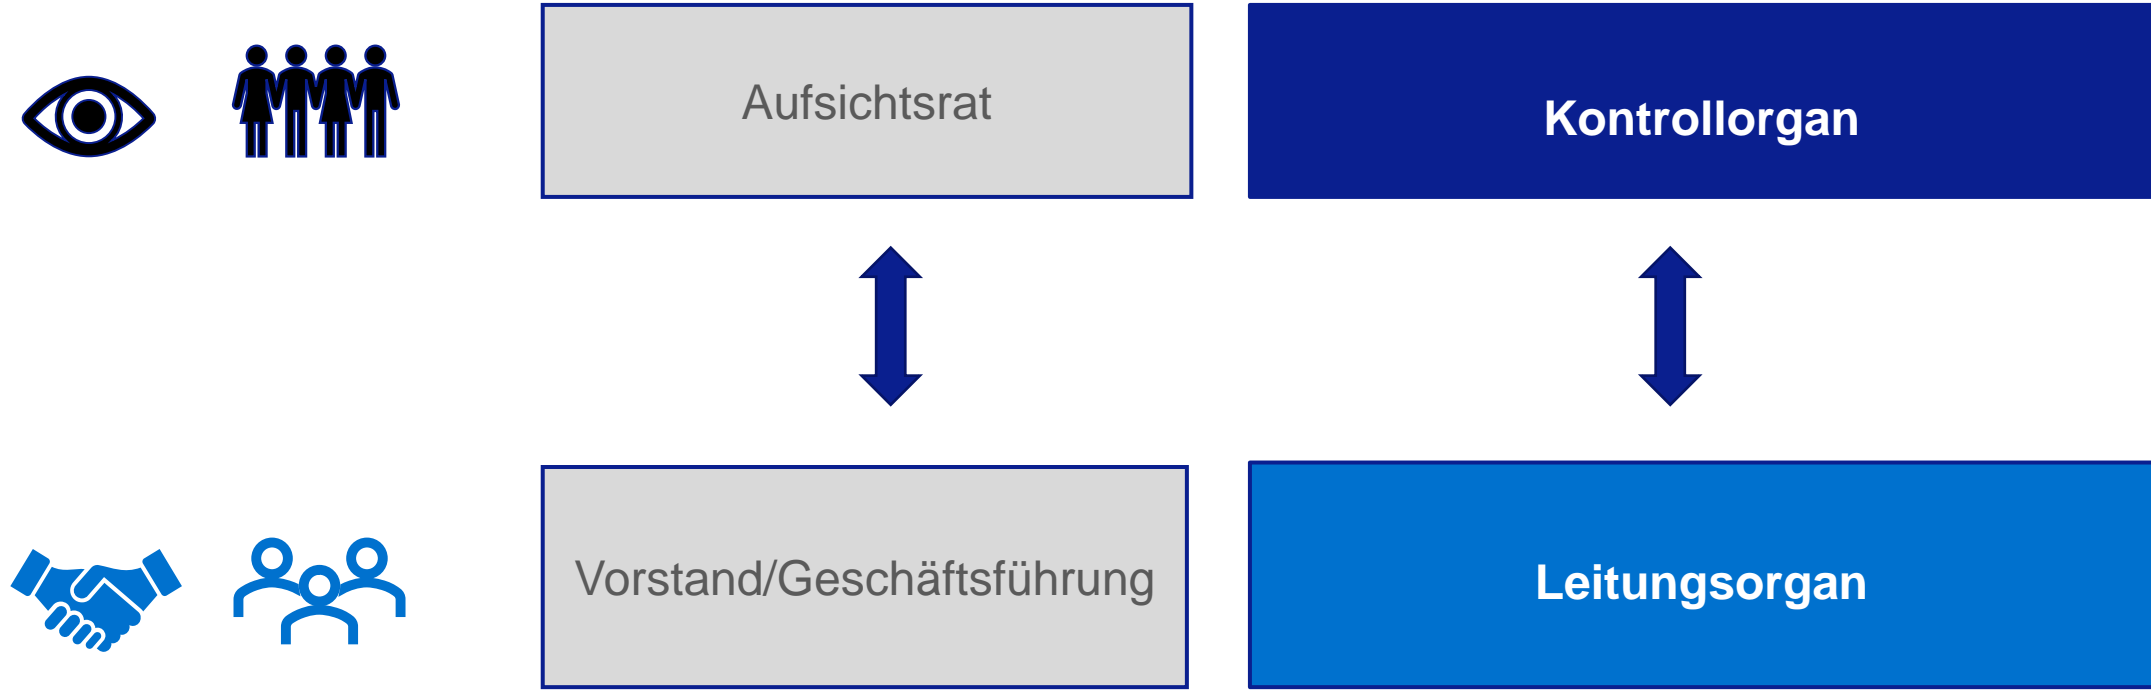 Aufsichtsrat
Kontrollorgan
Vorstand/Geschäftsführung
Leitungsorgan